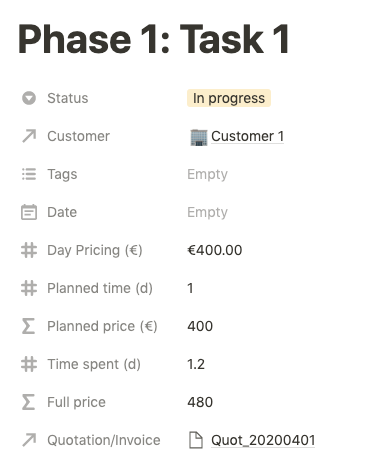 Phase 1: Task 1
Status In progress
Customer Customer 1
Tags Empty
Date Empty
Day Pricing (€) €400.00
Planned time (d) 1
Planned price (€) 400
Time spent (d) 1.2
Full price 480
Quotation/Invoice Quot_20200401